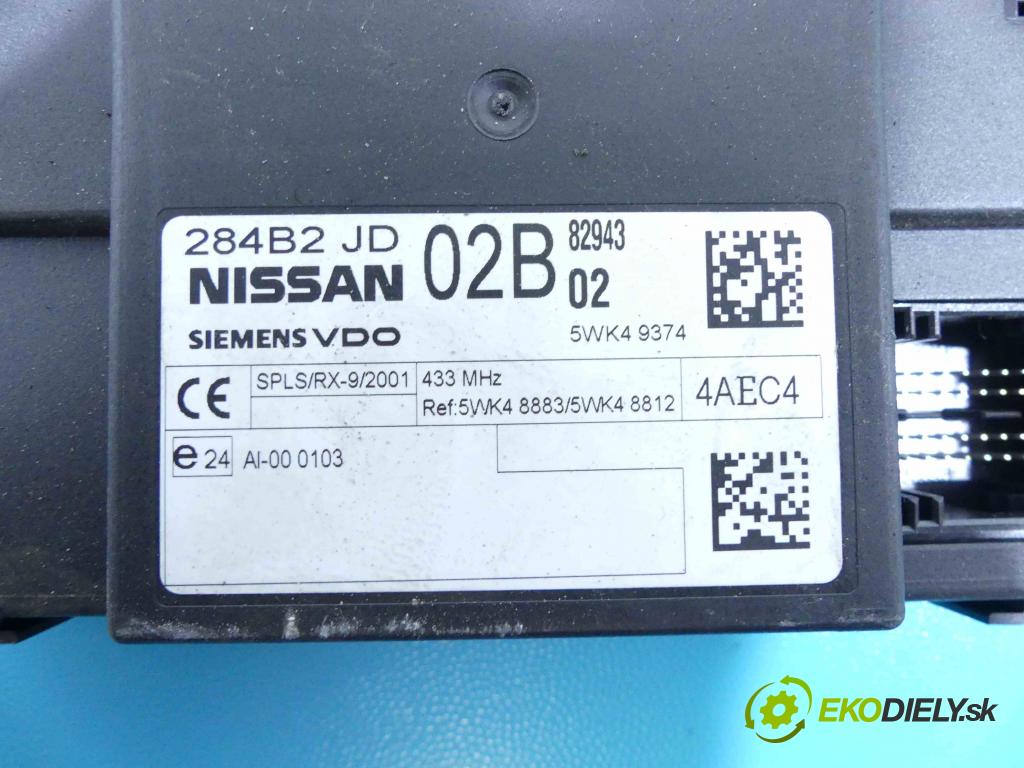 284B2 JD 02B 82943
NISSAN 02
SIEMENS VDO 5WK4 9374
CE SPLS/RX-9/2001 433 MHz 4AEC4
Ref:5WK4 8883/5WK4 8812
e 24 AI-00 0103
EKODIELY.sk